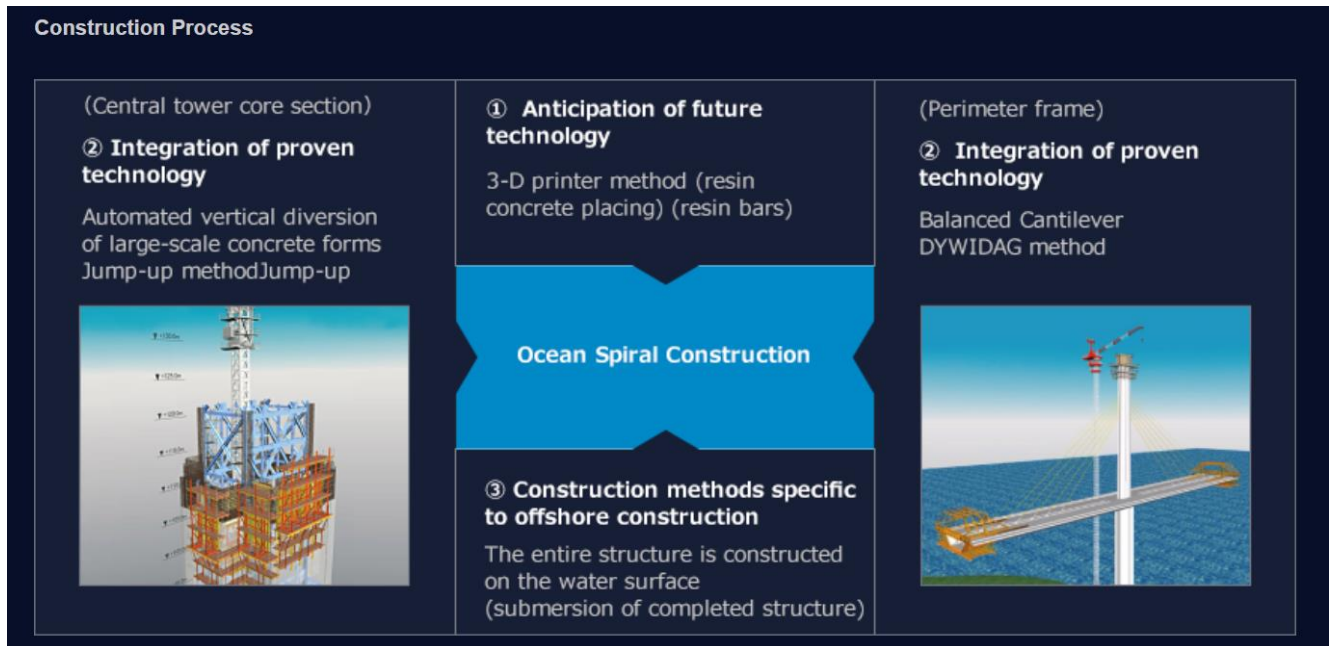 Construction Process
(Central tower core section)
② Integration of proven
technology
Automated vertical diversion
of large-scale concrete forms
Jump-up methodJump-up
① Anticipation of future
technology
3-D printer method (resin
concrete placing) (resin bars)
Ocean Spiral Construction
③ Construction methods specific
to offshore construction
The entire structure is constructed
on the water surface
(submersion of completed structure)
(Perimeter frame)
② Integration of proven
technology
Balanced Cantilever
DYWIDAG method